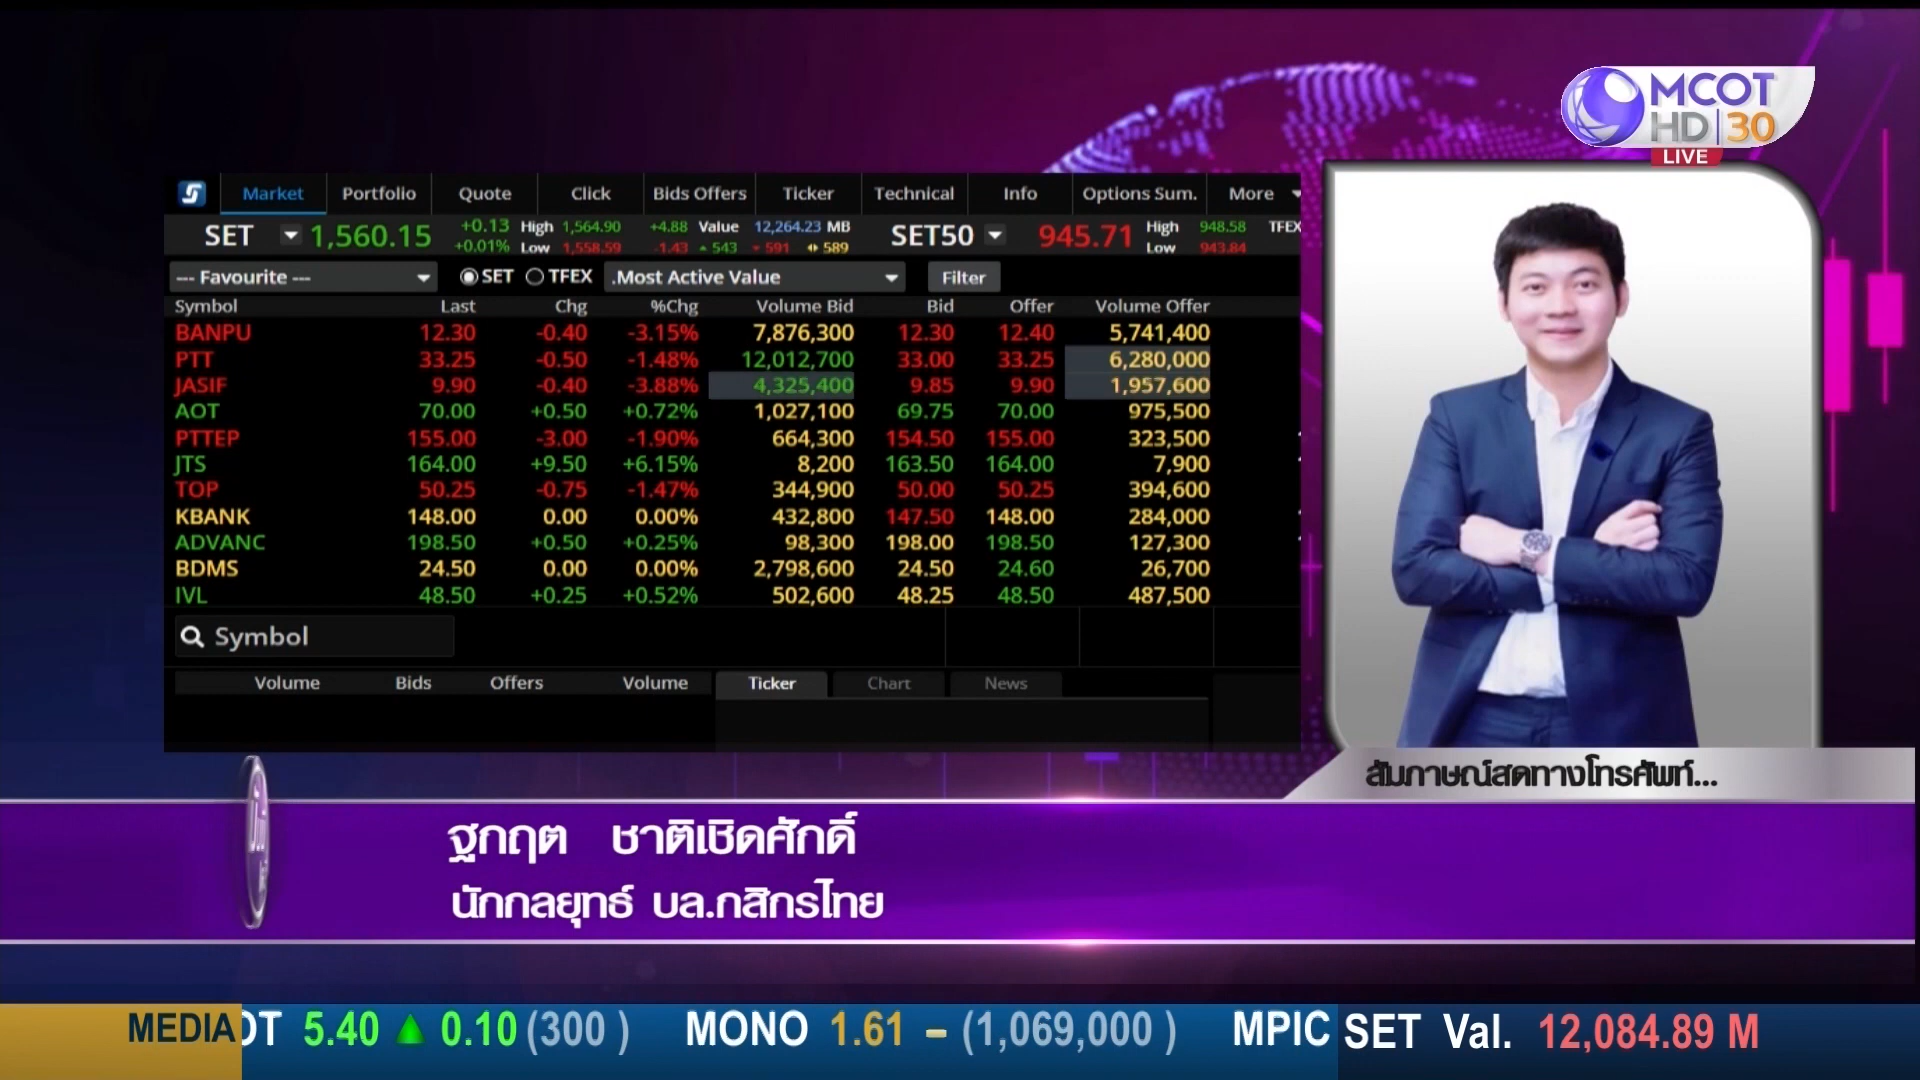 MCOT
HD 30
LIVE
Market Portfolio Quote Click Bids Offers Ticker Technical Info Options Sum. More
SET 1,560.15 +0.13 High 1,564.90 +4.88 Value 12,264.23 MB SET50 945.71 High 948.58 TFEX
+0.01% Low 1,558.59 -1.43 543 591 589 Low 943.84
--- Favourite --- SET TFEX .Most Active Value Filter
Symbol Last Chg %Chg Volume Bid Bid Offer Volume Offer
BANPU 12.30 -0.40 -3.15% 7,876,300 12.30 12.40 5,741,400
PTT 33.25 -0.50 -1.48% 12,012,700 33.00 33.25 6,280,000
JASIF 9.90 -0.40 -3.88% 4,325,400 9.85 9.90 1,957,600
AOT 70.00 +0.50 +0.72% 1,027,100 69.75 70.00 975,500
PTTEP 155.00 -3.00 -1.90% 664,300 154.50 155.00 323,500
JTS 164.00 +9.50 +6.15% 8,200 163.50 164.00 7,900
TOP 50.25 -0.75 -1.47% 344,900 50.00 50.25 394,600
KBANK 148.00 0.00 0.00% 432,800 147.50 148.00 284,000
ADVANC 198.50 +0.50 +0.25% 98,300 198.00 198.50 127,300
BDMS 24.50 0.00 0.00% 2,798,600 24.50 24.60 26,700
IVL 48.50 +0.25 +0.52% 502,600 48.25 48.50 487,500
Symbol
Volume Bids Offers Volume Ticker Chart News
สัมภาษณ์สดทางโทรศัพท์...
ฐกฤต ชาติเชิดศักดิ์
นักกลยุทธ์ บล.กสิกรไทย
MEDIA OT 5.40 ▲ 0.10 (300 ) MONO 1.61 – (1,069,000 ) MPIC SET Val. 12,084.89 M